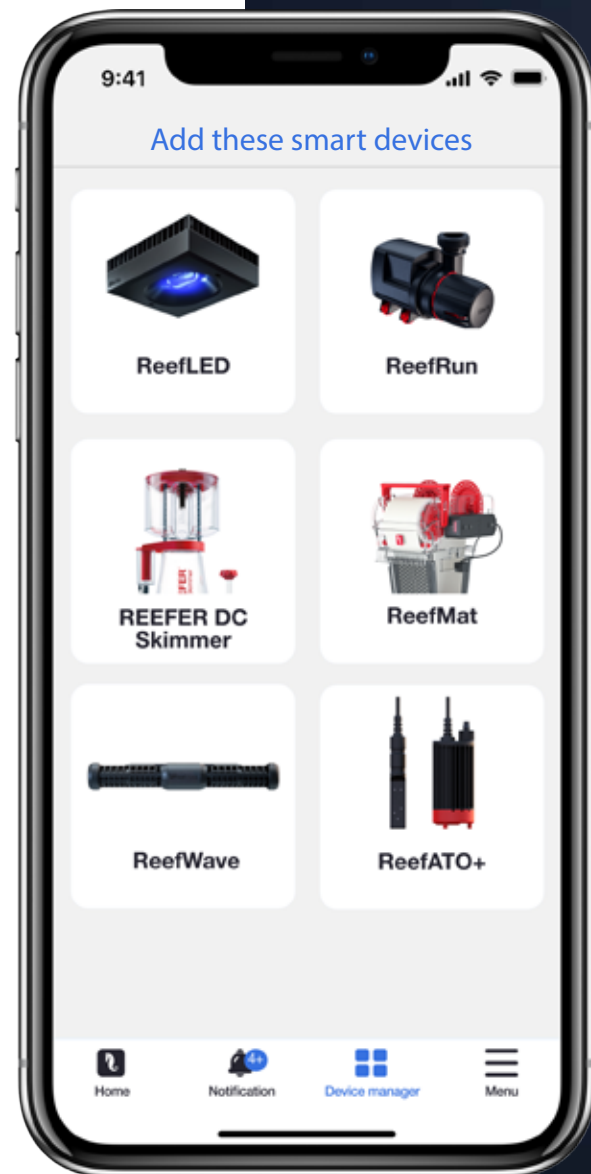 9:41
Add these smart devices
ReefLED
ReefRun
REEFER
REEFER DC
Skimmer
ReefMat
ReefWave
ReefATO+
4+
Home
Notification
Device manager
Menu